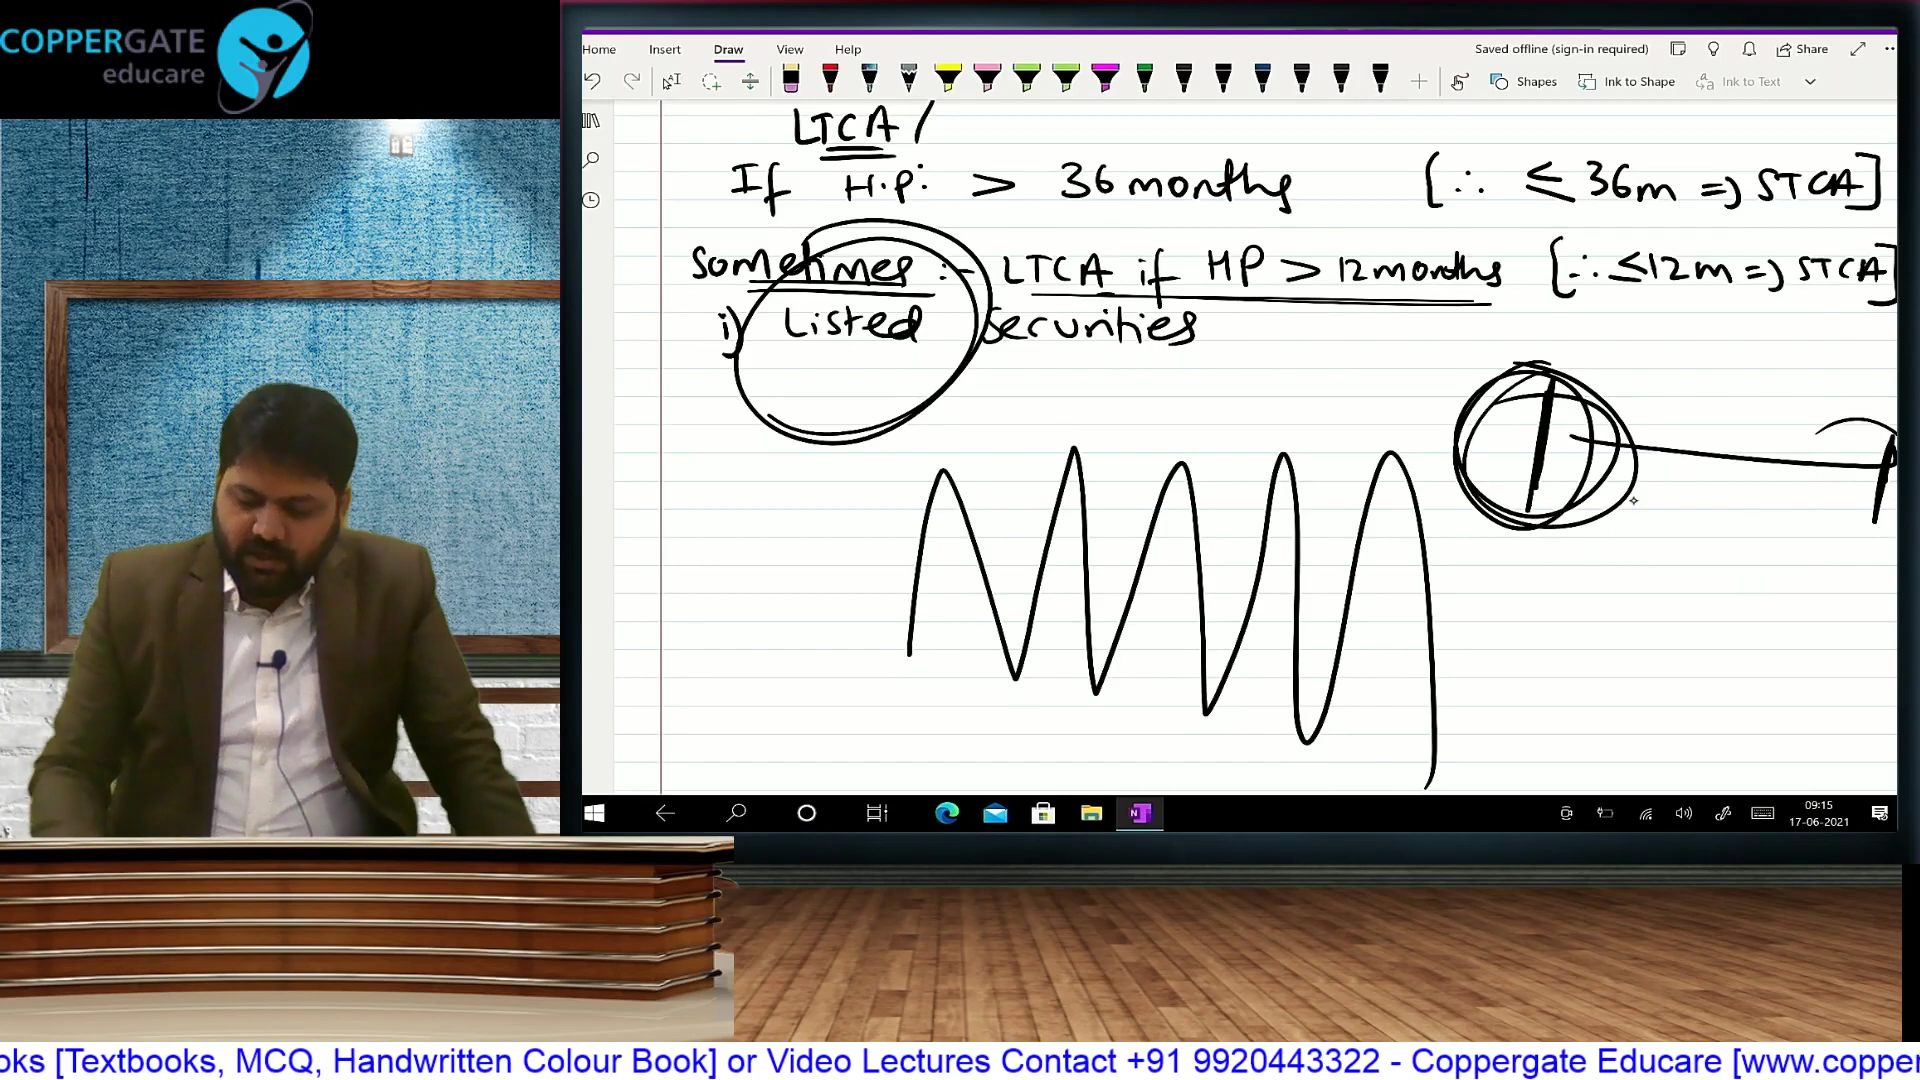 COPPERGATE
educare
Home Insert Draw View Help Saved offline (sign-in required) Share
Shapes Ink to Shape Ink to Text
LTCA /
If H.P. > 36 months [∴ ≤ 36m => STCA]
Sometimes :- LTCA if HP > 12 months [∴ ≤ 12m => STCA]
i) Listed Securities
09:15
17-06-2021
oks [Textbooks, MCQ, Handwritten Colour Book] or Video Lectures Contact +91 9920443322 - Coppergate Educare [www.copper